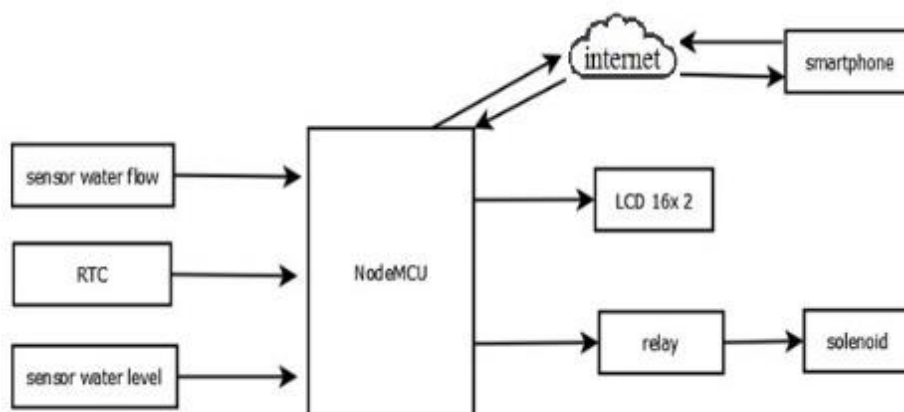 internet
smartphone
sensor water flow
LCD 16x 2
RTC
NodeMCU
relay
solenoid
sensor water level